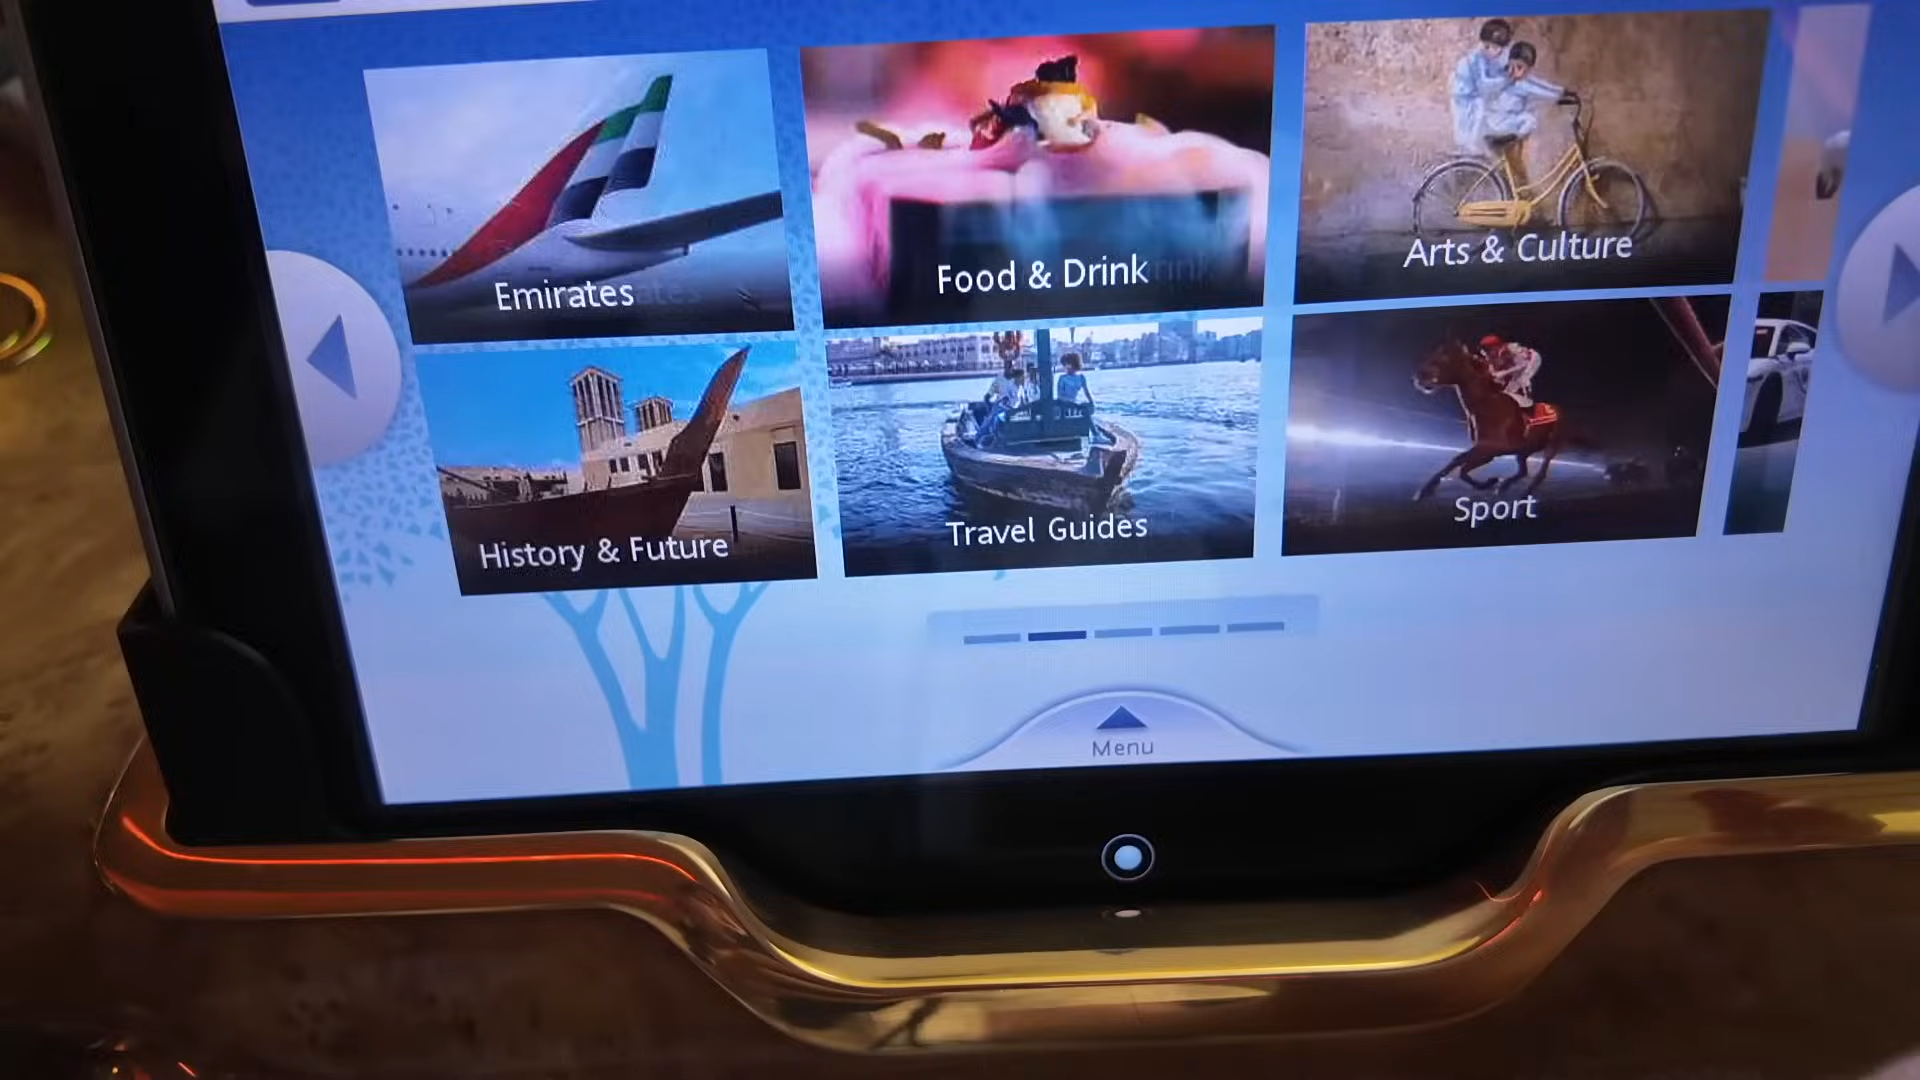 Emirates
Food & Drink
Arts & Culture
History & Future
Travel Guides
Sport
Menu